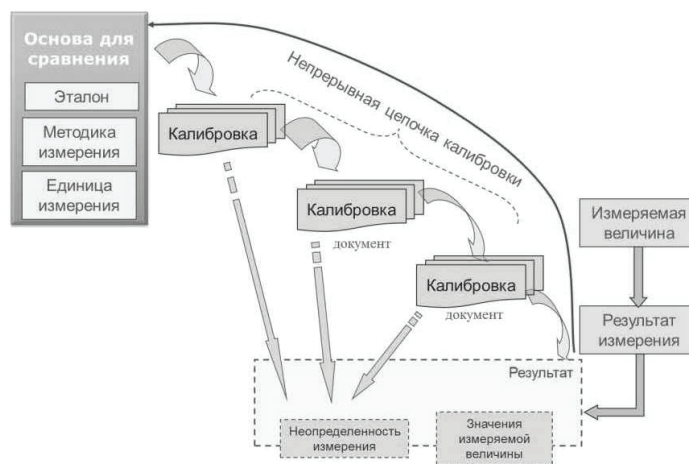 Основа для
сравнения
Эталон
Методика
измерения
Единица
измерения
Непрерывная цепочка калибровки
Калибровка
Калибровка
документ
Калибровка
документ
Измеряемая
величина
Результат
измерения
Результат
Неопределенность
измерения
Значения
измеряемой
величины